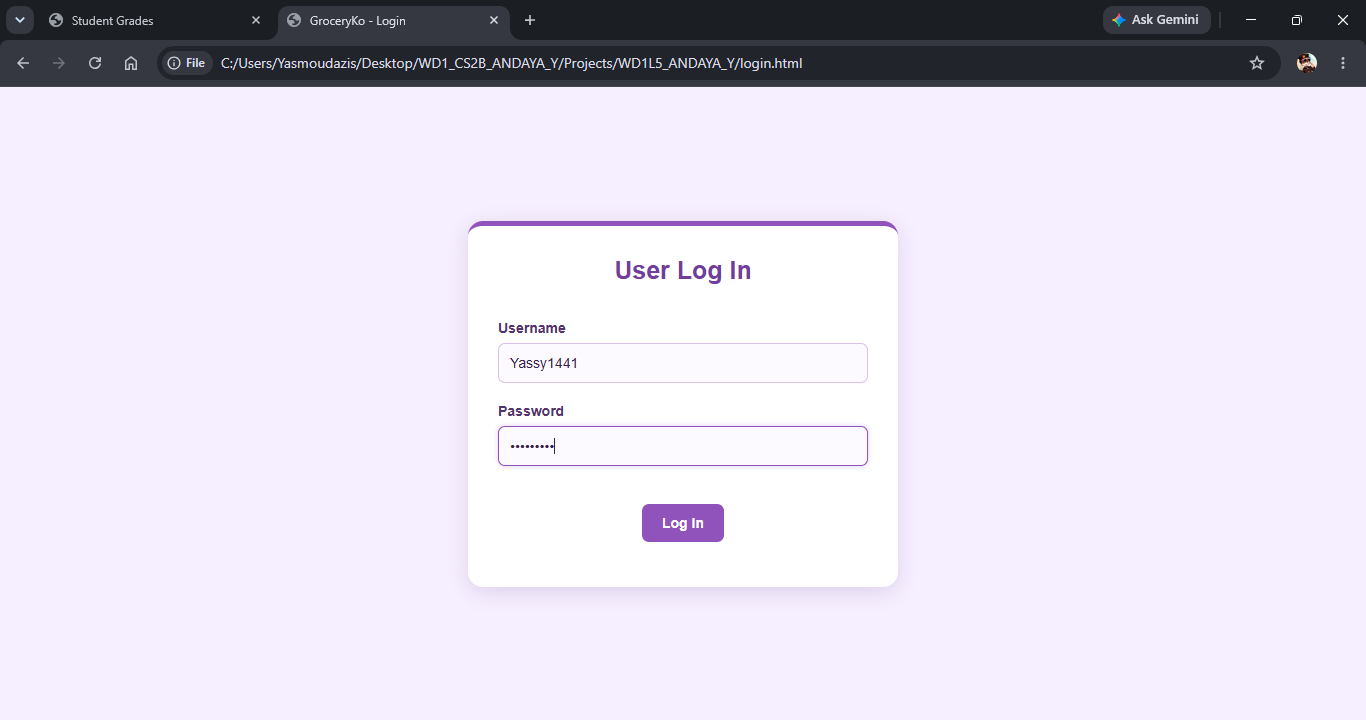 Student Grades
GroceryKo - Login
Ask Gemini
File
C:/Users/Yasmoudazis/Desktop/WD1_CS2B_ANDAYA_Y/Projects/WD1L5_ANDAYA_Y/login.html
User Log In
Username
Yassy1441
Password
•••••••••
Log In